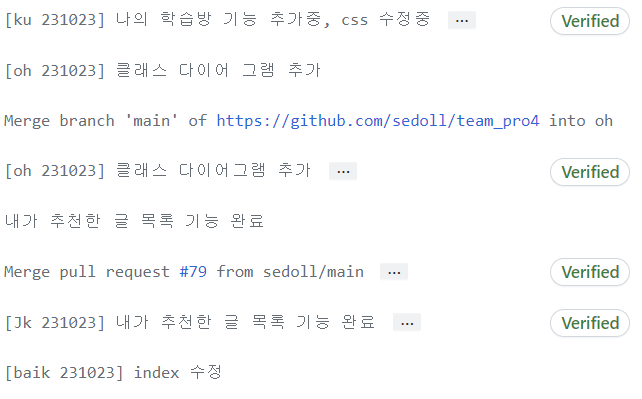 [ku 231023] 나의 학습방 기능 추가중, css 수정중 ... Verified
[oh 231023] 클래스 다이어 그램 추가
Merge branch 'main' of https://github.com/sedoll/team_pro4 into oh
[oh 231023] 클래스 다이어그램 추가 ... Verified
내가 추천한 글 목록 기능 완료
Merge pull request #79 from sedoll/main ... Verified
[Jk 231023] 내가 추천한 글 목록 기능 완료 ... Verified
[baik 231023] index 수정